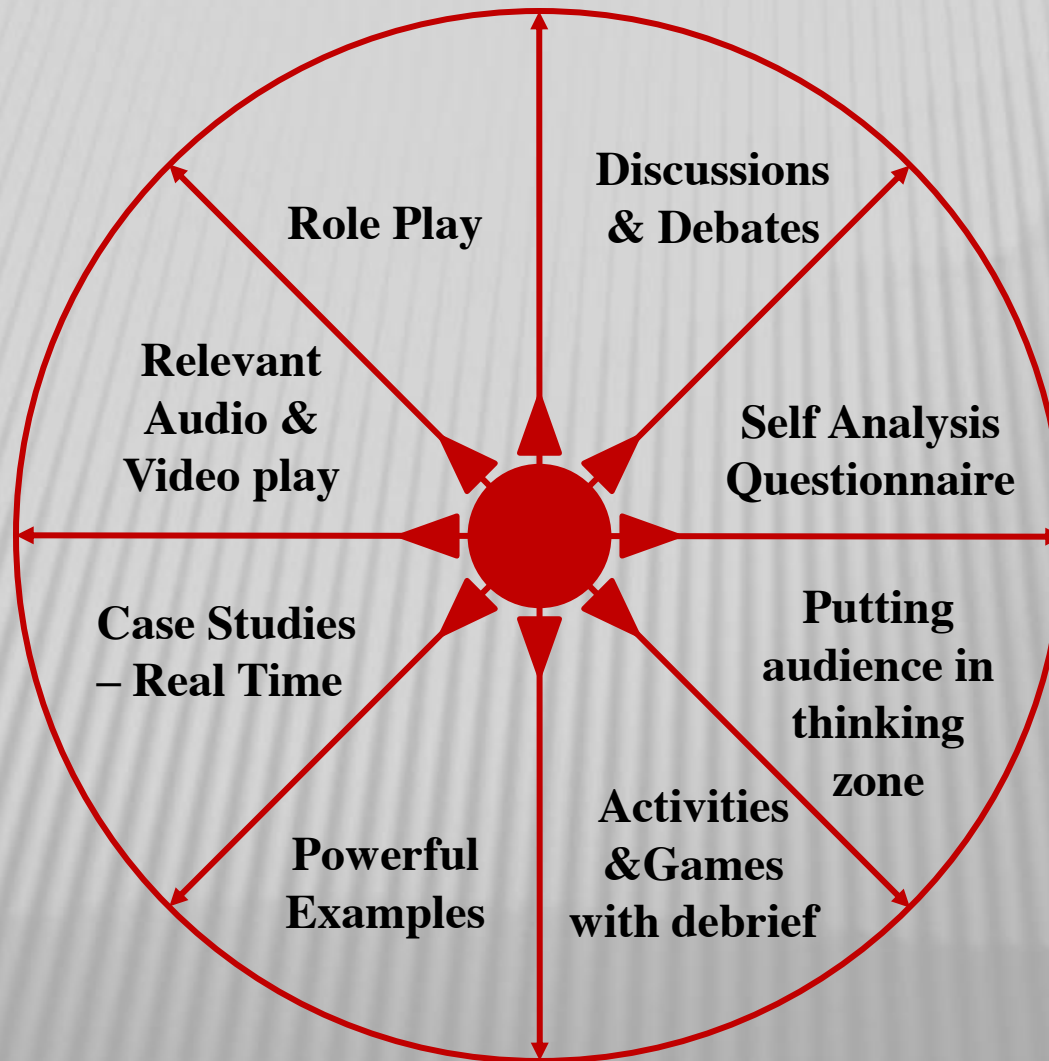 Discussions
& Debates
Self Analysis
Questionnaire
Putting
audience in
thinking
zone
Activities
&Games
with debrief
Powerful
Examples
Case Studies
– Real Time
Relevant
Audio &
Video play
Role Play